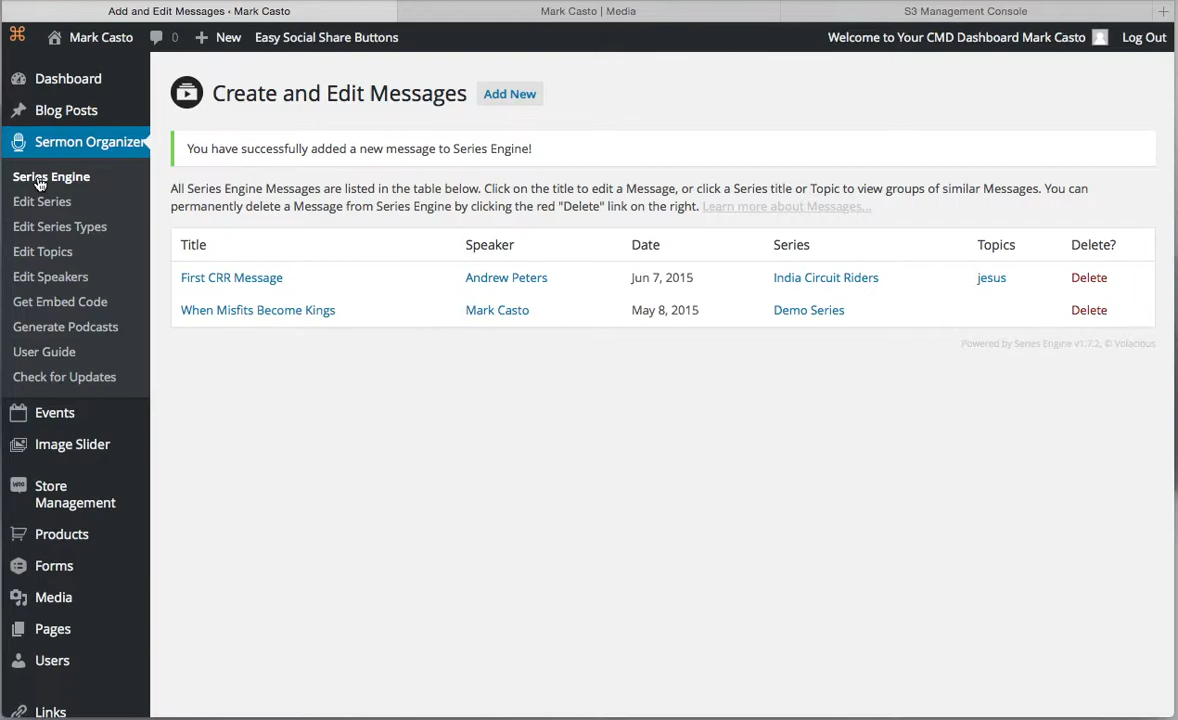 Add and Edit Messages ‹ Mark Casto
Mark Casto | Media
S3 Management Console
Mark Casto
0
New
Easy Social Share Buttons
Welcome to Your CMD Dashboard Mark Casto
Log Out
Dashboard
Blog Posts
Sermon Organizer
Series Engine
Edit Series
Edit Series Types
Edit Topics
Edit Speakers
Get Embed Code
Generate Podcasts
User Guide
Check for Updates
Events
Image Slider
Store
Management
Products
Forms
Media
Pages
Users
Links
Create and Edit Messages
Add New
You have successfully added a new message to Series Engine!
All Series Engine Messages are listed in the table below. Click on the title to edit a Message, or click a Series title or Topic to view groups of similar Messages. You can
permanently delete a Message from Series Engine by clicking the red "Delete" link on the right. Learn more about Messages...
Title Speaker Date Series Topics Delete?
First CRR Message Andrew Peters Jun 7, 2015 India Circuit Riders jesus Delete
When Misfits Become Kings Mark Casto May 8, 2015 Demo Series Delete
Powered by Series Engine v1.7.2, © Volacious